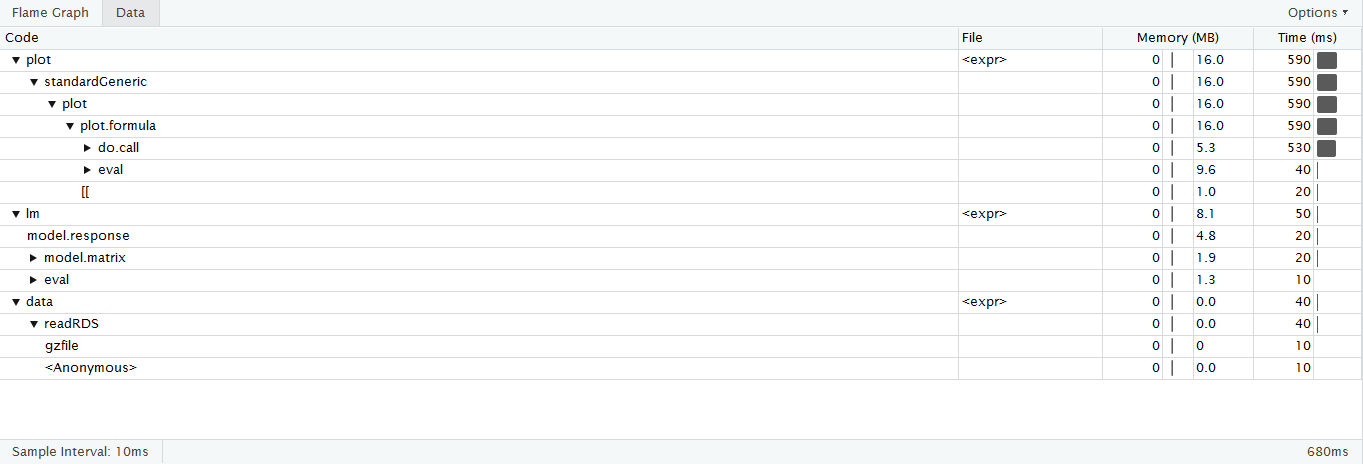 Flame Graph Data Options ▼
Code File Memory (MB) Time (ms)
▼ plot <expr> 0 16.0 590
▼ standardGeneric 0 16.0 590
▼ plot 0 16.0 590
▼ plot.formula 0 16.0 590
▶ do.call 0 5.3 530
▶ eval 0 9.6 40
[[ 0 1.0 20
▼ lm <expr> 0 8.1 50
model.response 0 4.8 20
▶ model.matrix 0 1.9 20
▶ eval 0 1.3 10
▼ data <expr> 0 0.0 40
▼ readRDS 0 0.0 40
gzfile 0 0 10
<Anonymous> 0 0.0 10
Sample Interval: 10ms 680ms